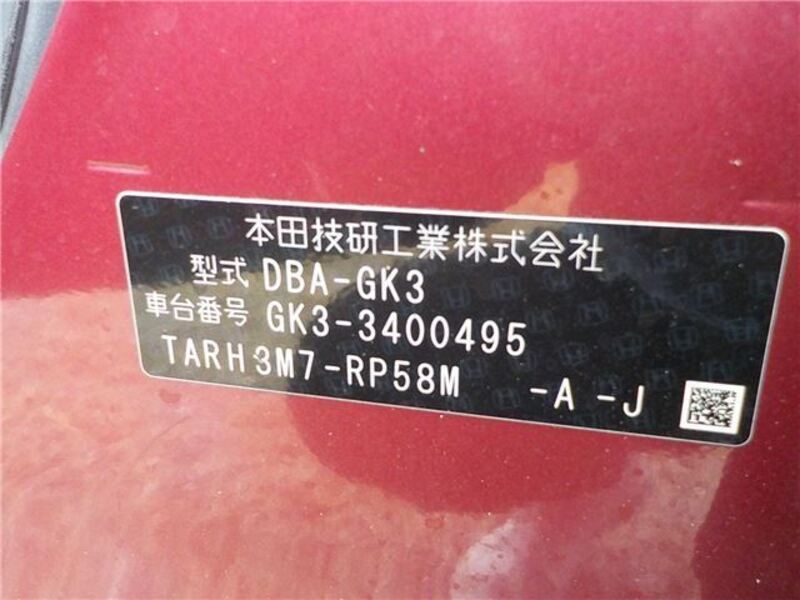 本田技研工業株式会社
型式 DBA-GK3
車台番号 GK3-3400495
TARH3M7-RP58M -A -J